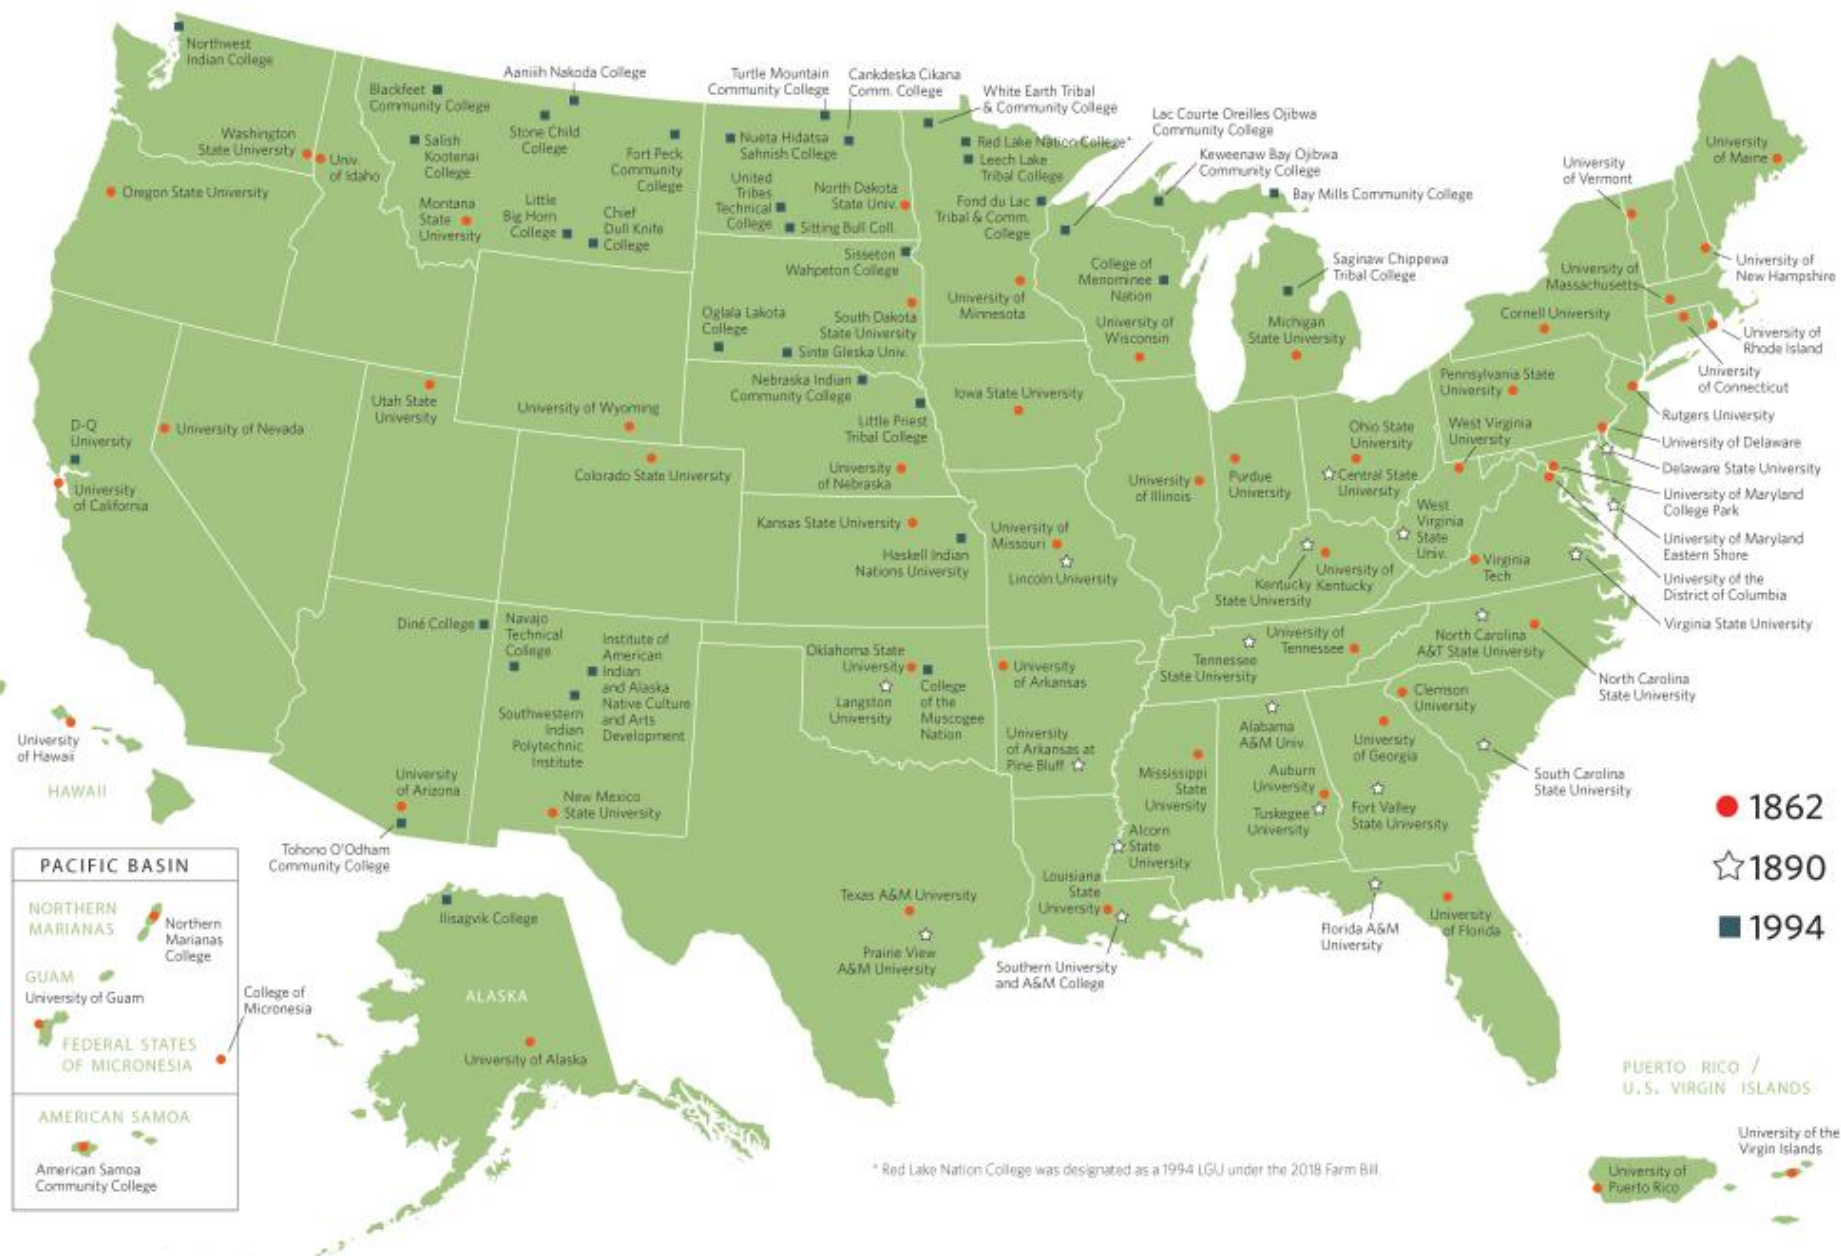 Northwest
Indian College
Washington
State University
Univ.
of Idaho
Oregon State University
Blackfeet
Community College
Salish
Kootenai
College
Montana
State
University
Aaniiih Nakoda College
Stone Child
College
Fort Peck
Community
College
Little
Big Horn
College
Chief
Dull Knife
College
Turtle Mountain
Community College
Cankdeska Cikana
Comm. College
Nueta Hidatsa
Sahnish College
United
Tribes
Technical
College
North Dakota
State Univ.
Sitting Bull Coll.
White Earth Tribal
& Community College
Red Lake Nation College*
Leech Lake
Tribal College
Fond du Lac
Tribal & Comm.
College
Lac Courte Oreilles Ojibwa
Community College
Keweenaw Bay Ojibwa
Community College
Bay Mills Community College
Saginaw Chippewa
Tribal College
College of
Menominee
Nation
University of
Minnesota
University of
Wisconsin
Michigan
State University
Sisseton
Wahpeton College
South Dakota
State University
Oglala Lakota
College
Sinte Gleska Univ.
Nebraska Indian
Community College
Little Priest
Tribal College
University
of Nebraska
Iowa State University
University of Wyoming
Colorado State University
Utah State
University
University of Nevada
D-Q
University
University
of California
Kansas State University
Haskell Indian
Nations University
University of
Missouri
Lincoln University
University
of Illinois
Purdue
University
Ohio State
University
Central State
University
University
of Maine
University
of Vermont
University of
New Hampshire
University of
Massachusetts
Cornell University
University of
Rhode Island
University
of Connecticut
Pennsylvania State
University
Rutgers University
West Virginia
University
University of Delaware
Delaware State University
University of Maryland
College Park
University of Maryland
Eastern Shore
University of the
District of Columbia
Virginia State University
West
Virginia
State
Univ.
Virginia
Tech
Kentucky
State University
University of
Kentucky
University of
Tennessee
Tennessee
State University
North Carolina
A&T State University
North Carolina
State University
Clemson
University
South Carolina
State University
University
of Georgia
Fort Valley
State University
Alabama
A&M Univ.
Auburn
University
Tuskegee
University
Mississippi
State
University
Alcorn
State
University
Louisiana
State
University
Southern University
and A&M College
Florida A&M
University
University
of Florida
University
of Arkansas
University
of Arkansas at
Pine Bluff
Oklahoma State
University
Langston
University
College
of the
Muscogee
Nation
Texas A&M University
Prairie View
A&M University
Diné College
Navajo
Technical
College
Institute of
American
Indian
and Alaska
Native Culture
and Arts
Development
Southwestern
Indian
Polytechnic
Institute
New Mexico
State University
University
of Arizona
Tohono O'Odham
Community College
University
of Hawaii
HAWAII
PACIFIC BASIN
NORTHERN
MARIANAS
Northern
Marianas
College
GUAM
University of Guam
College of
Micronesia
FEDERAL STATES
OF MICRONESIA
AMERICAN SAMOA
American Samoa
Community College
Ilisagvik College
ALASKA
University of Alaska
1862
1890
1994
PUERTO RICO /
U.S. VIRGIN ISLANDS
University of the
Virgin Islands
University of
Puerto Rico
* Red Lake Nation College was designated as a 1994 LGU under the 2018 Farm Bill.